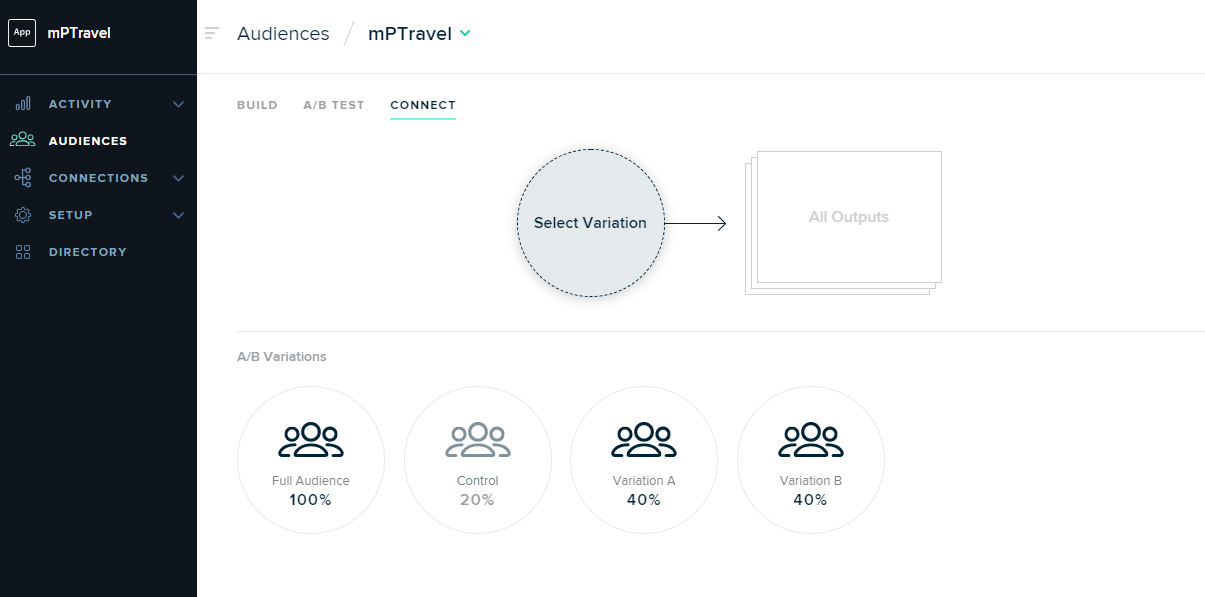 App
mPTravel
ACTIVITY
AUDIENCES
CONNECTIONS
SETUP
DIRECTORY
Audiences / mPTravel
BUILD A/B TEST CONNECT
Select Variation
All Outputs
A/B Variations
Full Audience
100%
Control
20%
Variation A
40%
Variation B
40%